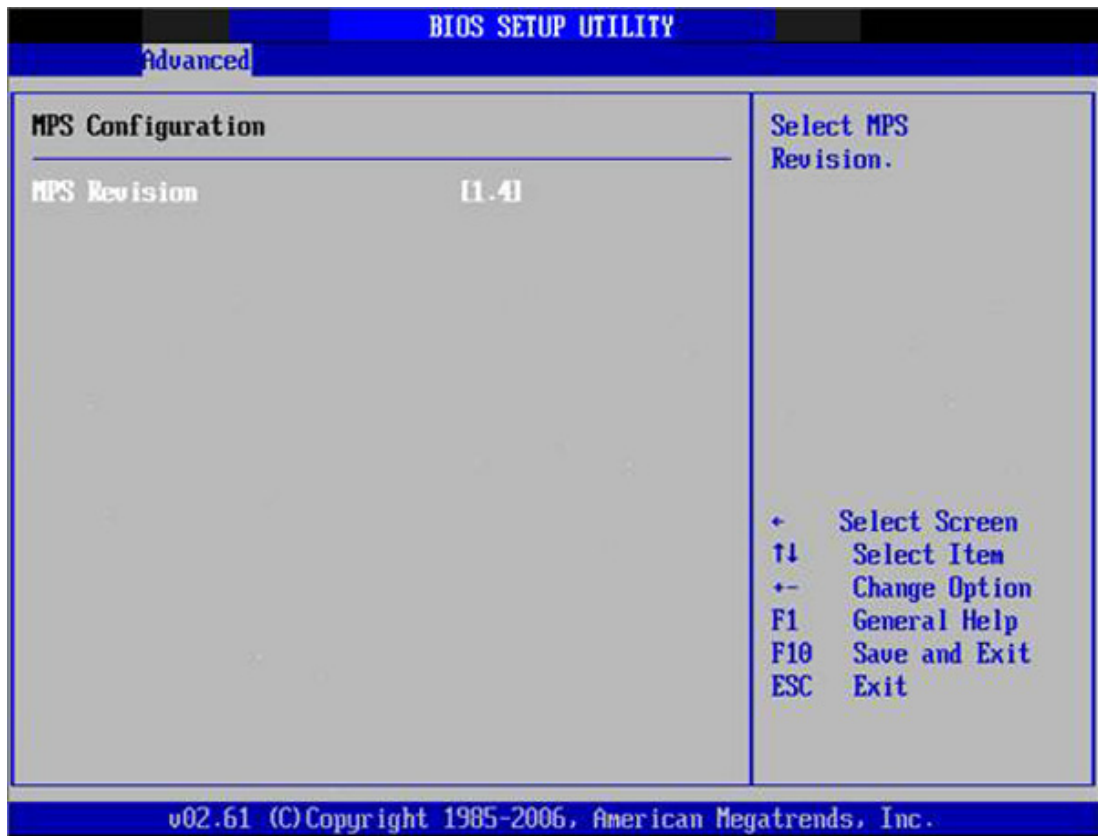 BIOS SETUP UTILITY
Advanced
MPS Configuration
MPS Revision [1.4]
Select MPS
Revision.
← Select Screen
↑↓ Select Item
+- Change Option
F1 General Help
F10 Save and Exit
ESC Exit
v02.61 (C)Copyright 1985-2006, American Megatrends, Inc.